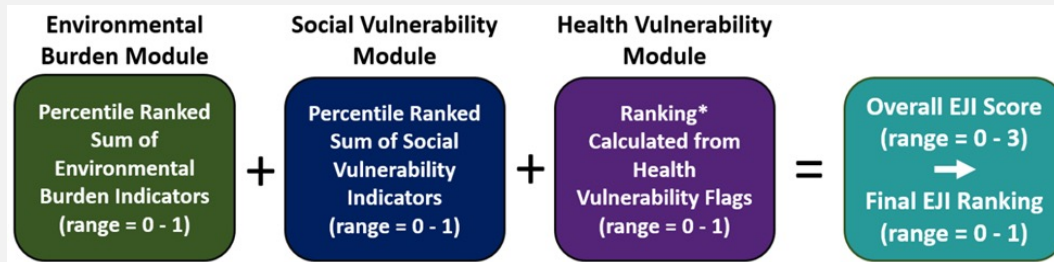 Environmental
Burden Module
Percentile Ranked
Sum of
Environmental
Burden Indicators
(range = 0 - 1)
+
Social Vulnerability
Module
Percentile Ranked
Sum of Social
Vulnerability
Indicators
(range = 0 - 1)
+
Health Vulnerability
Module
Ranking*
Calculated from
Health
Vulnerability Flags
(range = 0 - 1)
=
Overall EJI Score
(range = 0 - 3)
Final EJI Ranking
(range = 0 - 1)